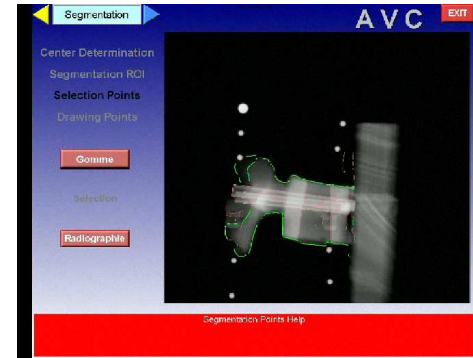 Segmentation
AVC
EXIT
Center Determination
Segmentation ROI
Selection Points
Drawing Points
Gomme
Selection
Radiographie
Segmentation Points Help